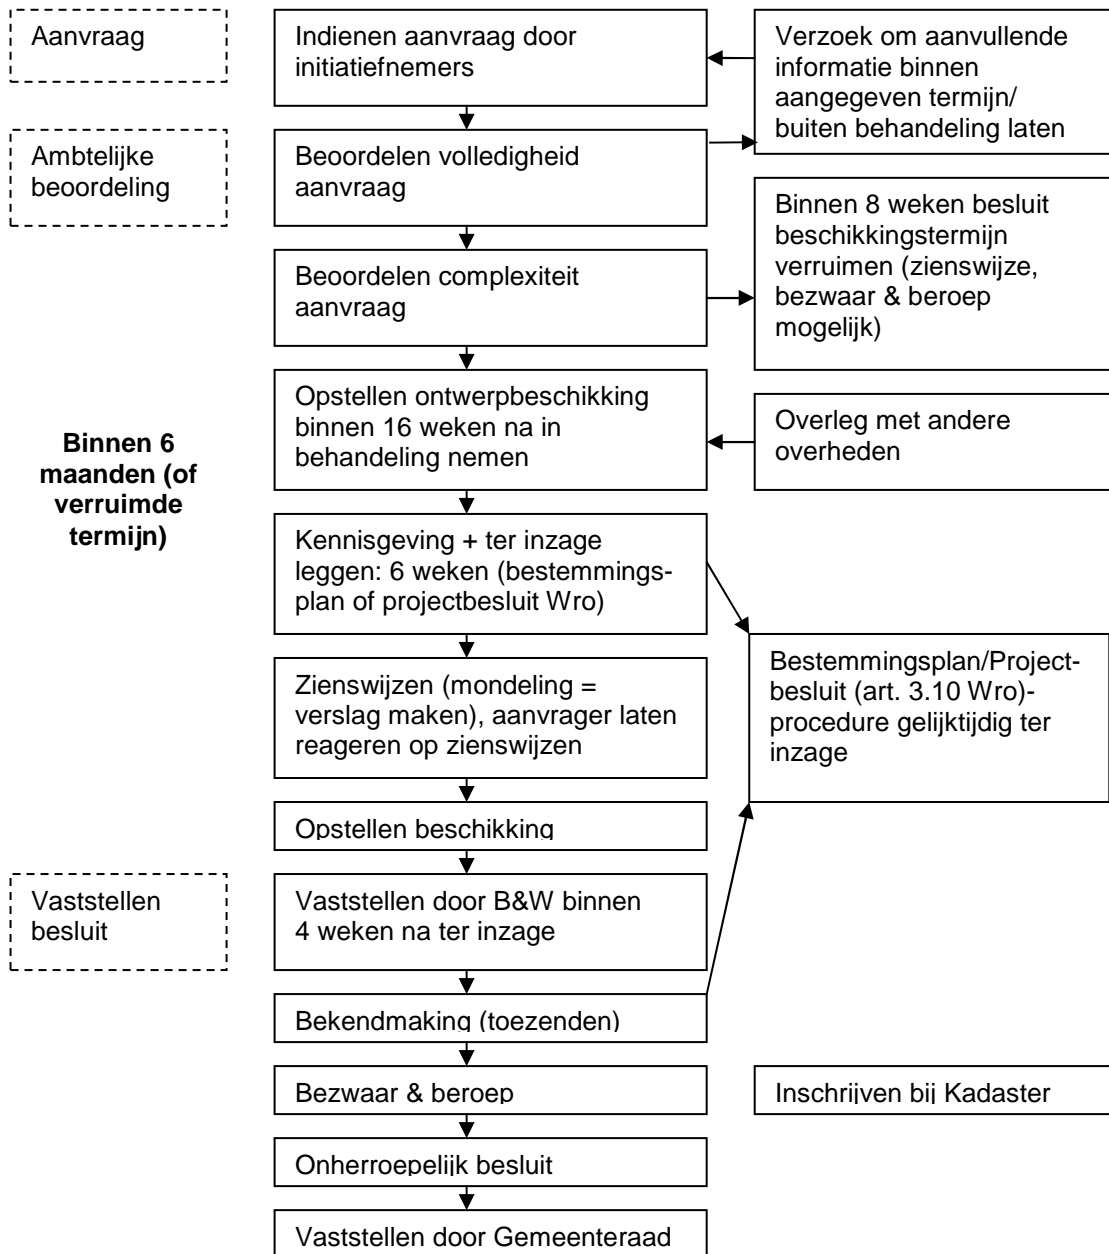 Aanvraag
Indienen aanvraag door
initiatiefnemers
Verzoek om aanvullende
informatie binnen
aangegeven termijn/
buiten behandeling laten
Ambtelijke
beoordeling
Beoordelen volledigheid
aanvraag
Binnen 8 weken besluit
beschikkingstermijn
verruimen (zienswijze,
bezwaar & beroep
mogelijk)
Beoordelen complexiteit
aanvraag
Opstellen ontwerpbeschikking
binnen 16 weken na in
behandeling nemen
Overleg met andere
overheden
Binnen 6
maanden (of
verruimde
termijn)
Kennisgeving + ter inzage
leggen: 6 weken (bestemmings-
plan of projectbesluit Wro)
Zienswijzen (mondeling =
verslag maken), aanvrager laten
reageren op zienswijzen
Bestemmingsplan/Project-
besluit (art. 3.10 Wro)-
procedure gelijktijdig ter
inzage
Opstellen beschikking
Vaststellen
besluit
Vaststellen door B&W binnen
4 weken na ter inzage
Bekendmaking (toezenden)
Bezwaar & beroep
Inschrijven bij Kadaster
Onherroepelijk besluit
Vaststellen door Gemeenteraad